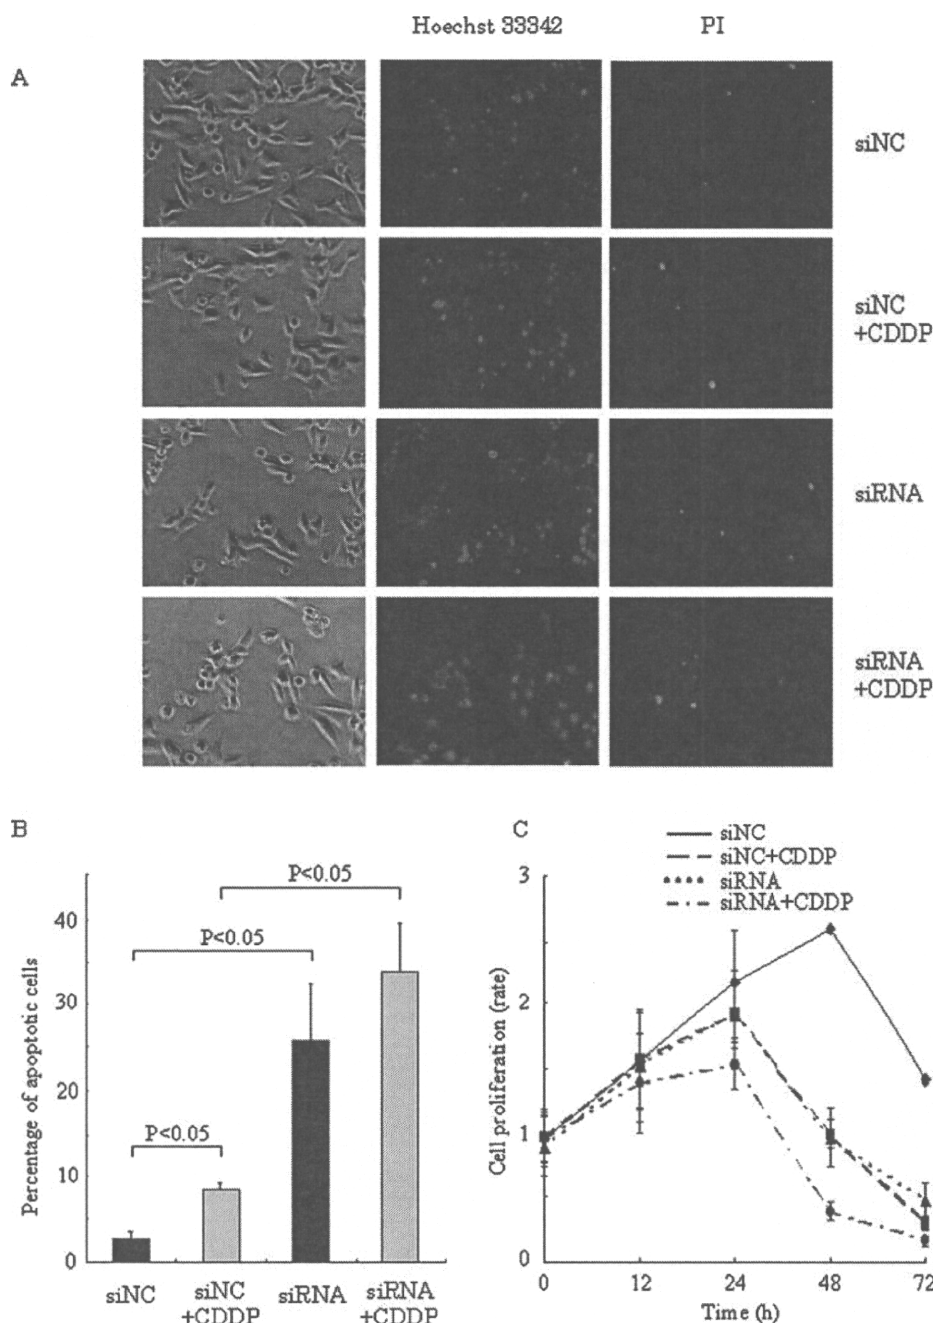 Hoechst 33342 PI
A
siNC
siNC
+CDDP
siRNA
siRNA
+CDDP
B
Percentage of apoptotic cells
40
30
20
10
0
P<0.05
P<0.05
P<0.05
siNC
siNC
+CDDP
siRNA
siRNA
+CDDP
C
siNC
siNC+CDDP
siRNA
siRNA+CDDP
Cell proliferation (rate)
3
2
1
0
0 12 24 48 72
Time (h)